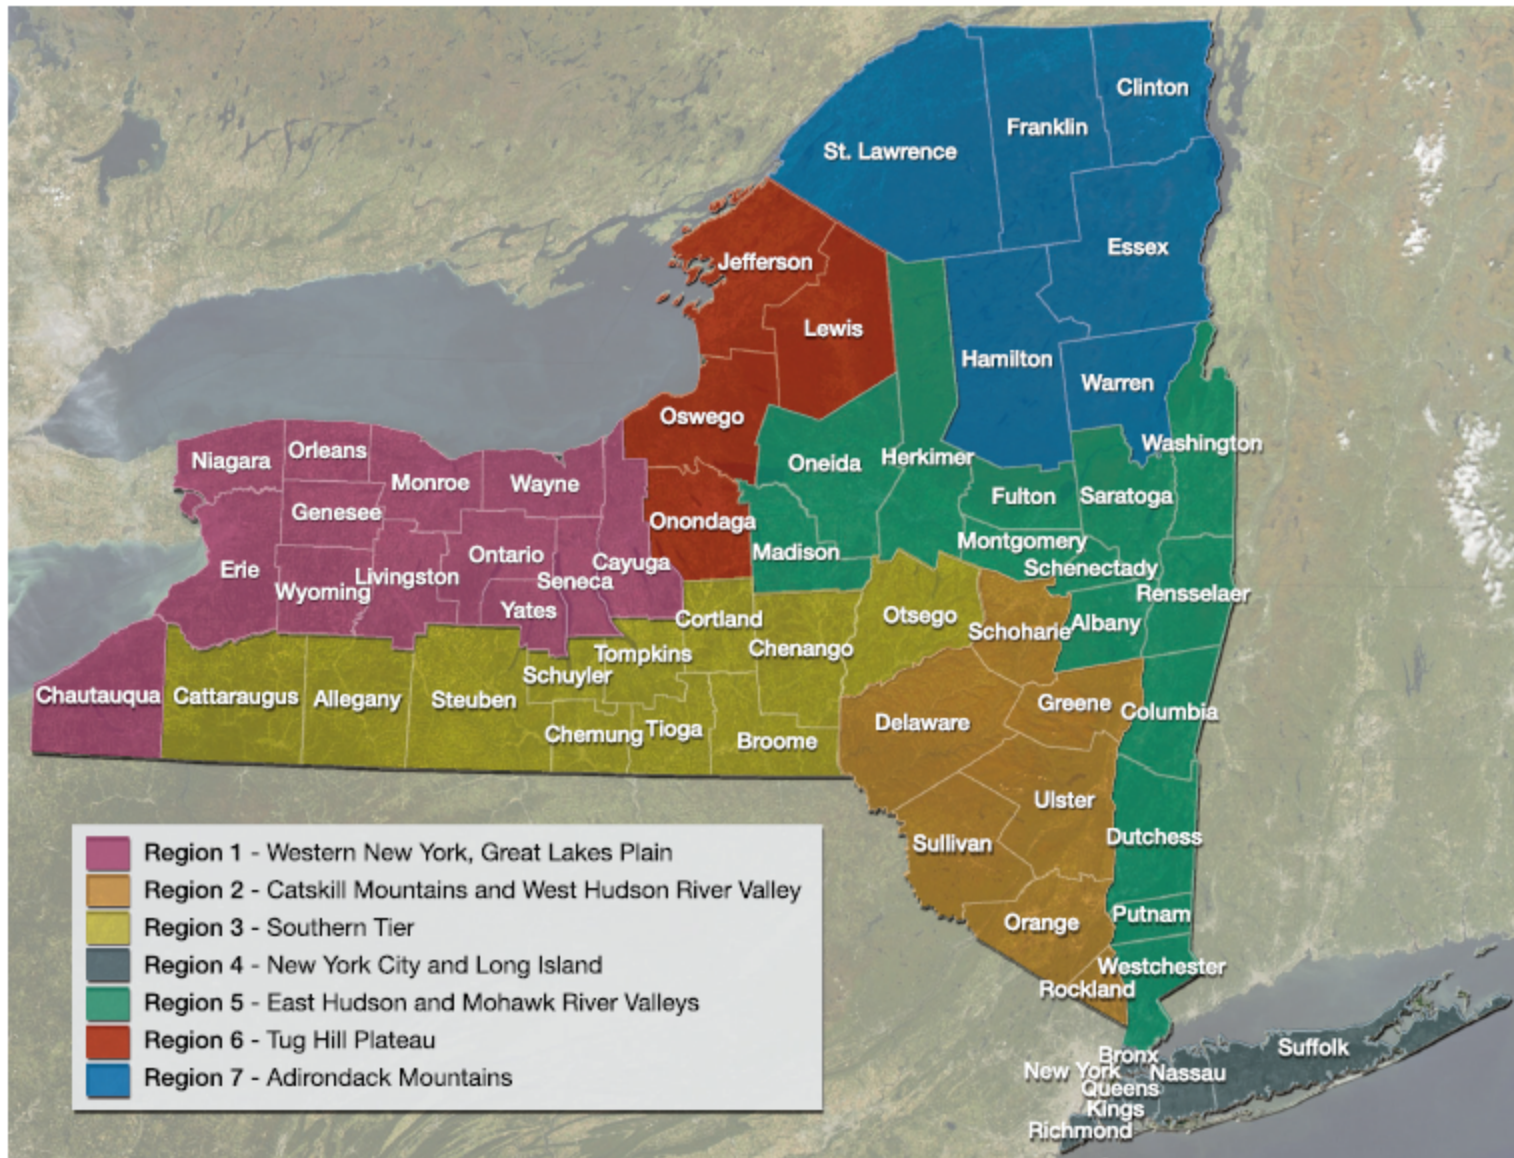 Clinton
Franklin
St. Lawrence
Essex
Jefferson
Lewis
Hamilton
Warren
Oswego
Washington
Niagara
Orleans
Oneida
Herkimer
Monroe
Wayne
Fulton
Saratoga
Genesee
Onondaga
Montgomery
Madison
Ontario
Cayuga
Schenectady
Erie
Livingston
Seneca
Wyoming
Rensselaer
Yates
Cortland
Otsego
Albany
Schoharie
Chenango
Tompkins
Schuyler
Chautauqua
Cattaraugus
Allegany
Steuben
Greene
Columbia
Delaware
Tioga
Chemung
Broome
Ulster
Dutchess
Sullivan
Putnam
Orange
Westchester
Rockland
Region 1 - Western New York, Great Lakes Plain
Region 2 - Catskill Mountains and West Hudson River Valley
Region 3 - Southern Tier
Region 4 - New York City and Long Island
Region 5 - East Hudson and Mohawk River Valleys
Region 6 - Tug Hill Plateau
Region 7 - Adirondack Mountains
Suffolk
Bronx
New York
Nassau
Queens
Kings
Richmond